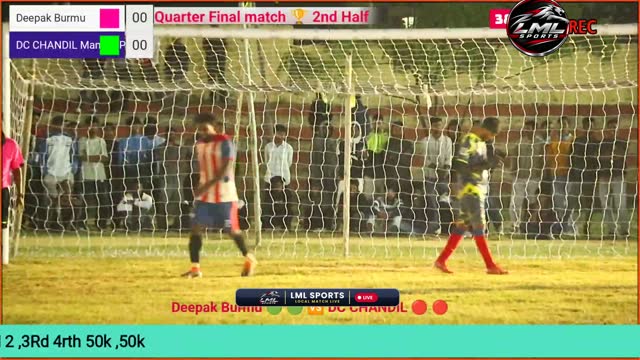 Deepak Burmu 00
DC CHANDIL Man P 00
Quarter Final match 🏆 2nd Half
38
LML
SPORTS
REC
LML SPORTS
LOCAL MATCH LIVE
LIVE
Deepak Burmu 🟢 🟢 🆚 DC CHANDIL 🔴 🔴
2 ,3Rd 4rth 50k ,50k